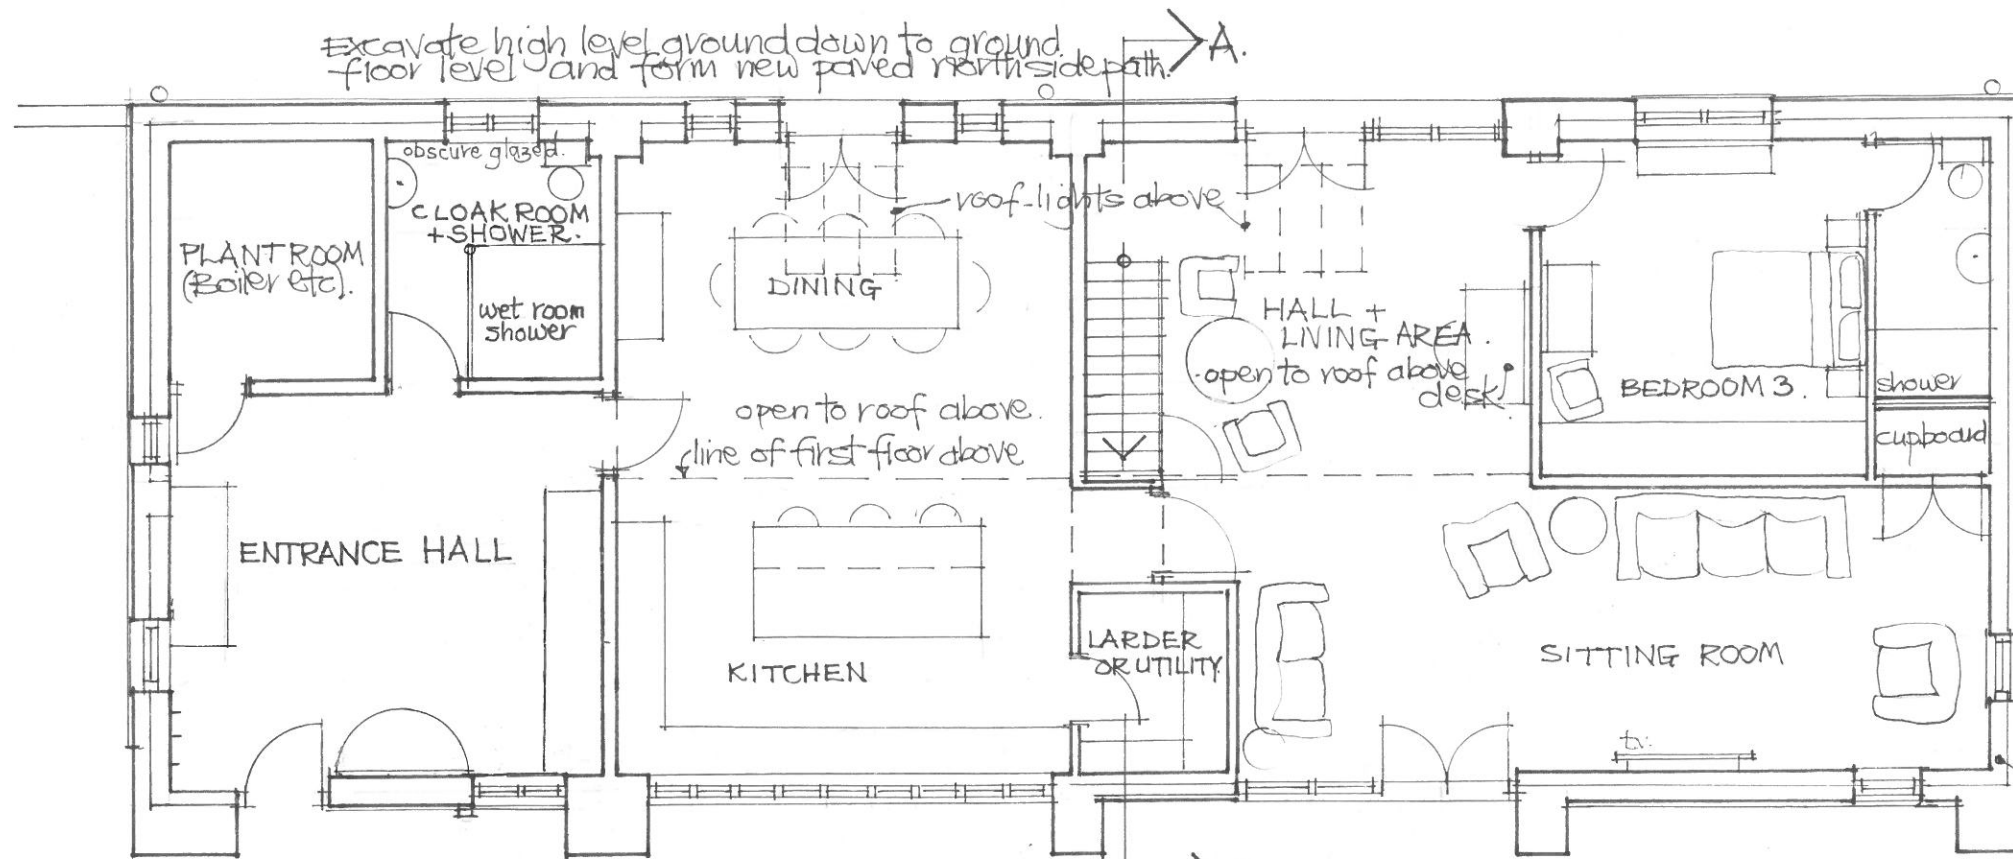 Excavate high level ground down to ground
floor level and form new paved northside path.
A.
obscure glazed.
CLOAKROOM
+SHOWER.
wet room
shower
PLANTROOM
(Boiler etc).
roof-lights above
DINING
open to roof above.
line of first floor above
HALL +
LIVING AREA.
open to roof above
desk.
BEDROOM 3.
shower
cupboard
ENTRANCE HALL
KITCHEN
LARDER
OR UTILITY
SITTING ROOM
tv.